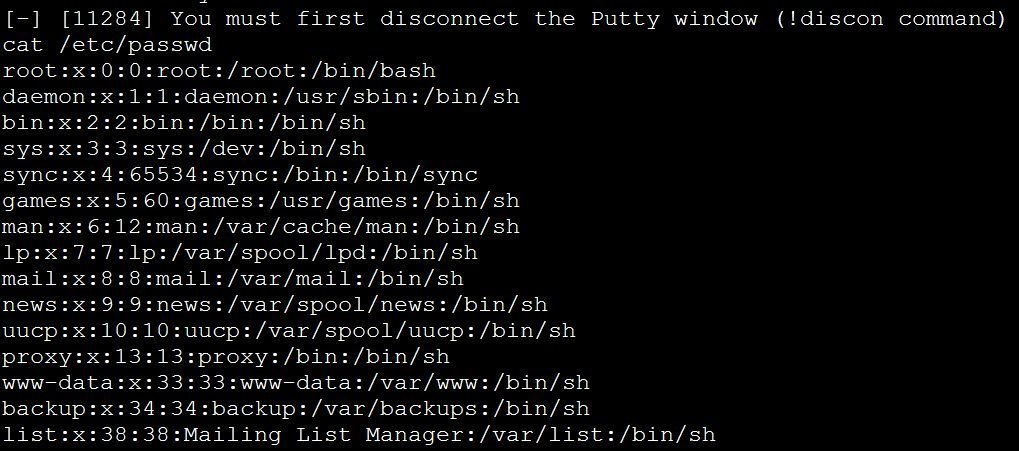 [-] [11284] You must first disconnect the Putty window (!discon command)
cat /etc/passwd
root:x:0:0:root:/root:/bin/bash
daemon:x:1:1:daemon:/usr/sbin:/bin/sh
bin:x:2:2:bin:/bin:/bin/sh
sys:x:3:3:sys:/dev:/bin/sh
sync:x:4:65534:sync:/bin:/bin/sync
games:x:5:60:games:/usr/games:/bin/sh
man:x:6:12:man:/var/cache/man:/bin/sh
lp:x:7:7:lp:/var/spool/lpd:/bin/sh
mail:x:8:8:mail:/var/mail:/bin/sh
news:x:9:9:news:/var/spool/news:/bin/sh
uucp:x:10:10:uucp:/var/spool/uucp:/bin/sh
proxy:x:13:13:proxy:/bin:/bin/sh
www-data:x:33:33:www-data:/var/www:/bin/sh
backup:x:34:34:backup:/var/backups:/bin/sh
list:x:38:38:Mailing List Manager:/var/list:/bin/sh